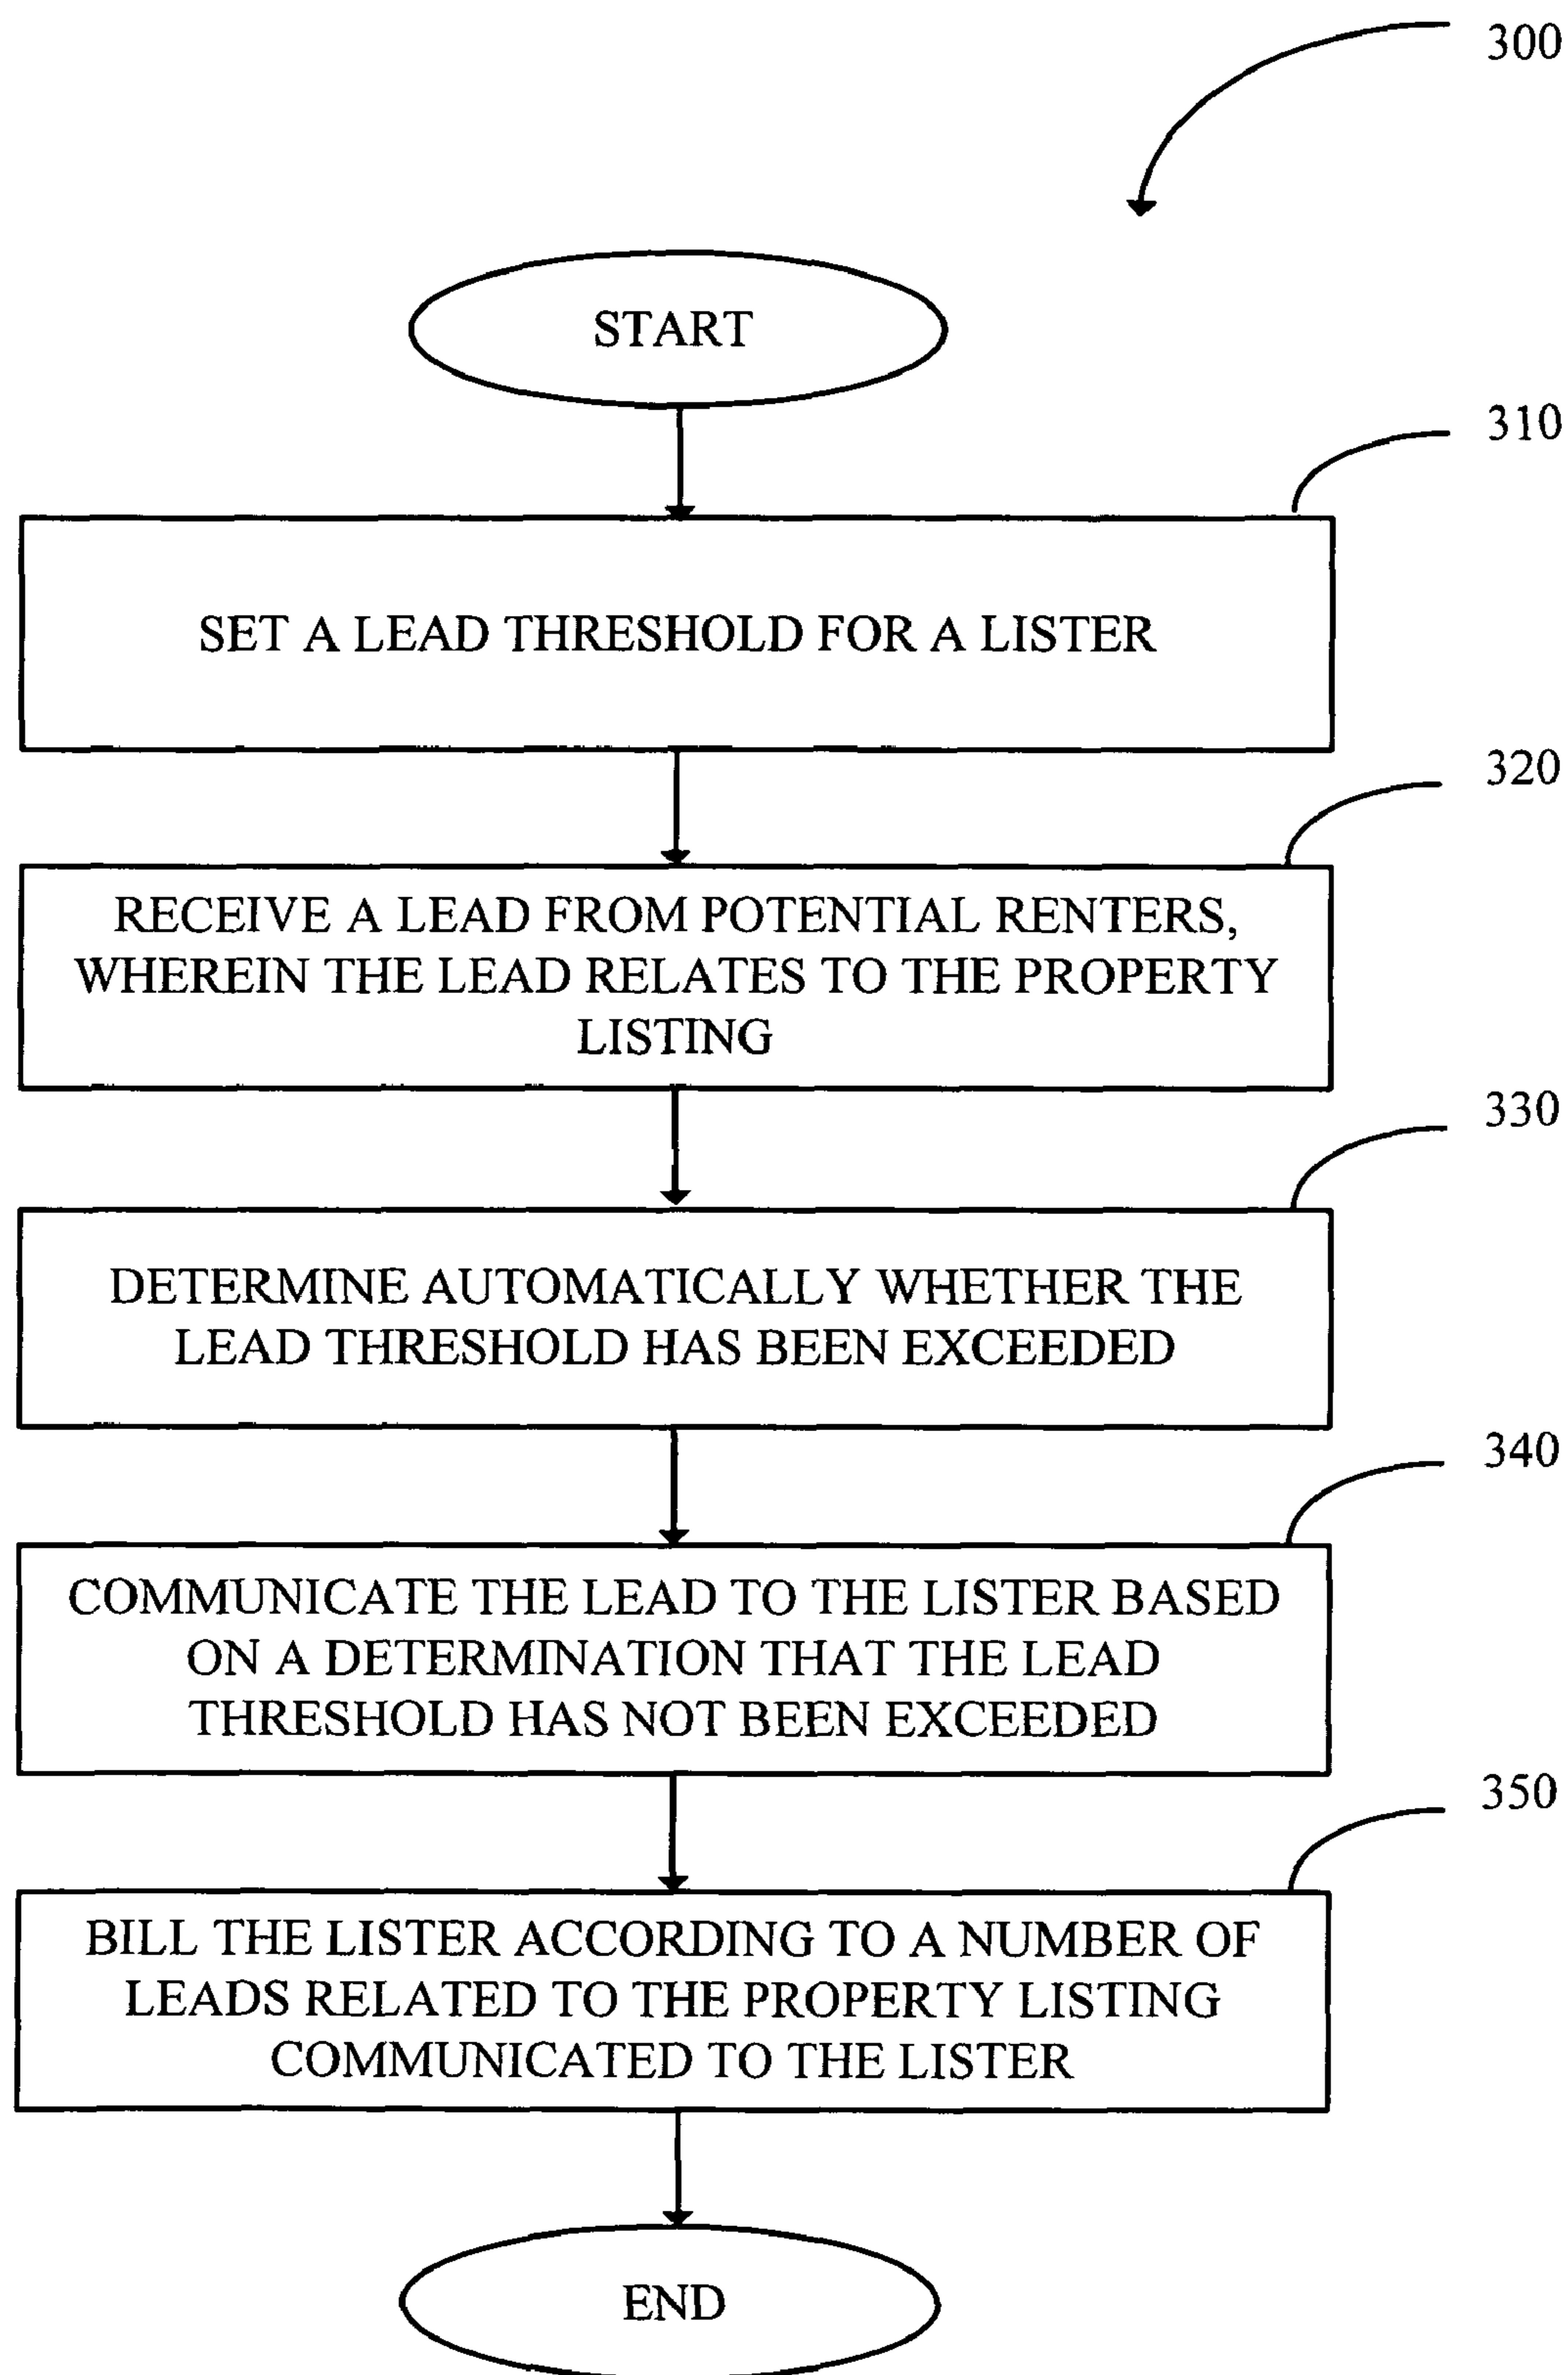 300
START
310
SET A LEAD THRESHOLD FOR A LISTER
320
RECEIVE A LEAD FROM POTENTIAL RENTERS,
WHEREIN THE LEAD RELATES TO THE PROPERTY
LISTING
330
DETERMINE AUTOMATICALLY WHETHER THE
LEAD THRESHOLD HAS BEEN EXCEEDED
340
COMMUNICATE THE LEAD TO THE LISTER BASED
ON A DETERMINATION THAT THE LEAD
THRESHOLD HAS NOT BEEN EXCEEDED
350
BILL THE LISTER ACCORDING TO A NUMBER OF
LEADS RELATED TO THE PROPERTY LISTING
COMMUNICATED TO THE LISTER
END